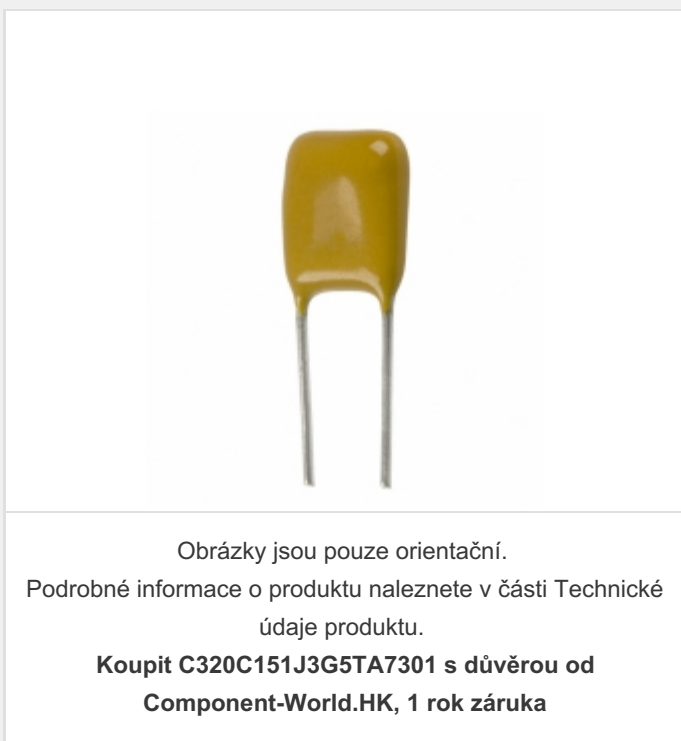 Obrázky jsou pouze orientační.
Podrobné informace o produktu naleznete v části Technické
údaje produktu.
Koupit C320C151J3G5TA7301 s důvěrou od
Component-World.HK, 1 rok záruka